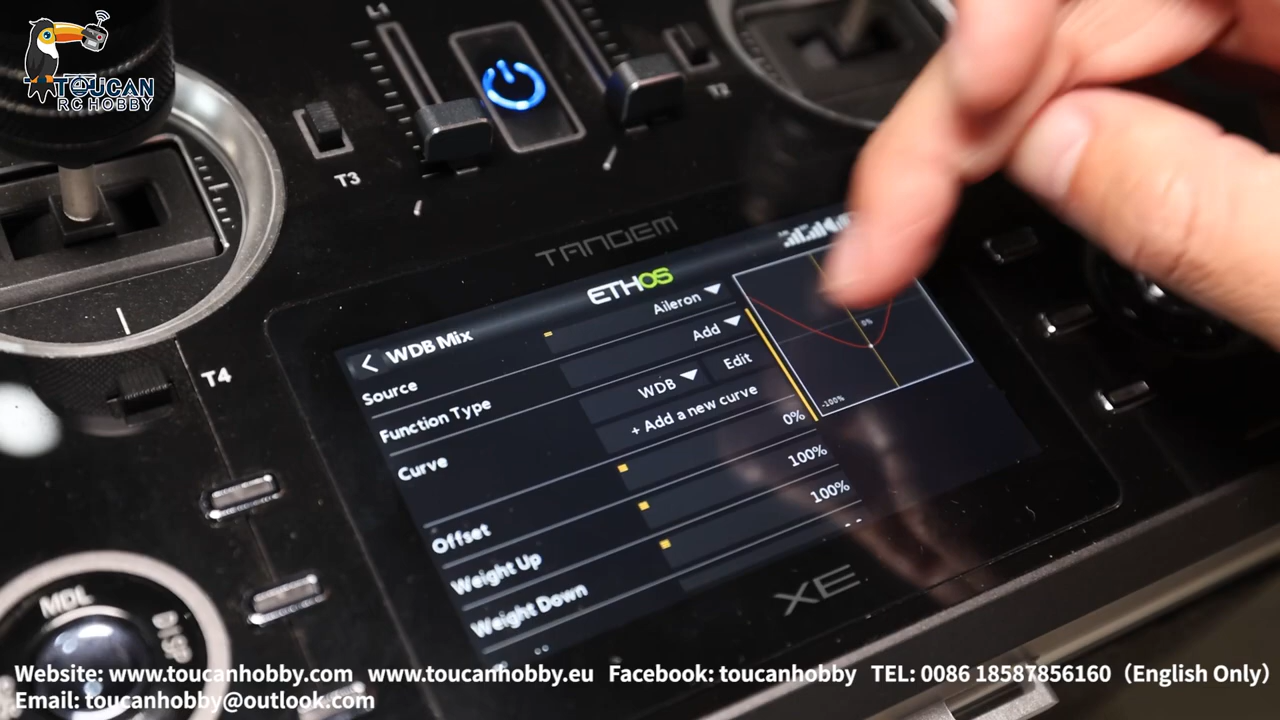 TOUCAN
RC HOBBY
L1
T3
T2
T4
TANDEM
ETHOS
WDB Mix
Source
Aileron
Function Type
Add
Curve
WDB
Edit
+ Add a new curve
Offset
0%
Weight Up
100%
Weight Down
100%
--
0%
-100%
XE
MDL
DISP
Website: www.toucanhobby.com www.toucanhobby.eu Facebook: toucanhobby TEL: 0086 18587856160（English Only）
Email: toucanhobby@outlook.com